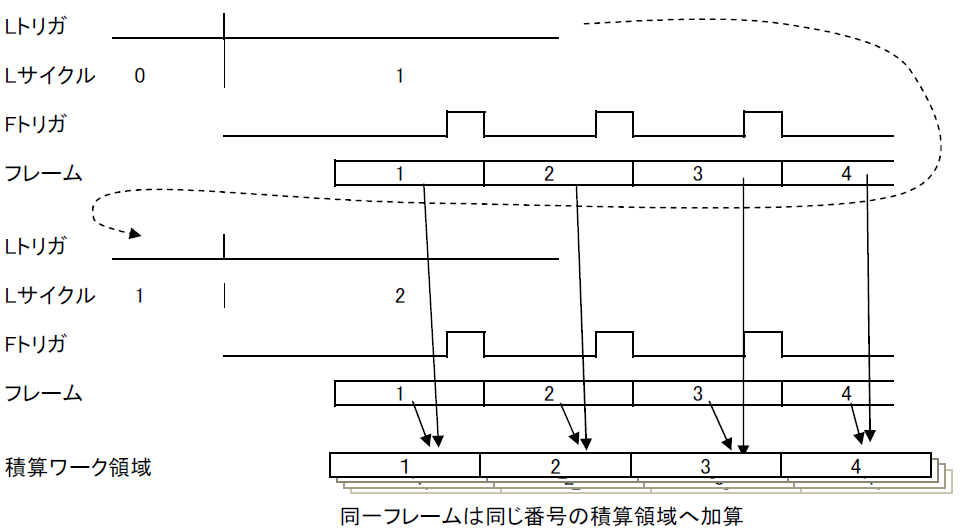 Lトリガ
Lサイクル 0 1
Fトリガ
フレーム 1 2 3 4
Lトリガ
Lサイクル 1 2
Fトリガ
フレーム 1 2 3 4
積算ワーク領域 1 2 3 4
同一フレームは同じ番号の積算領域へ加算